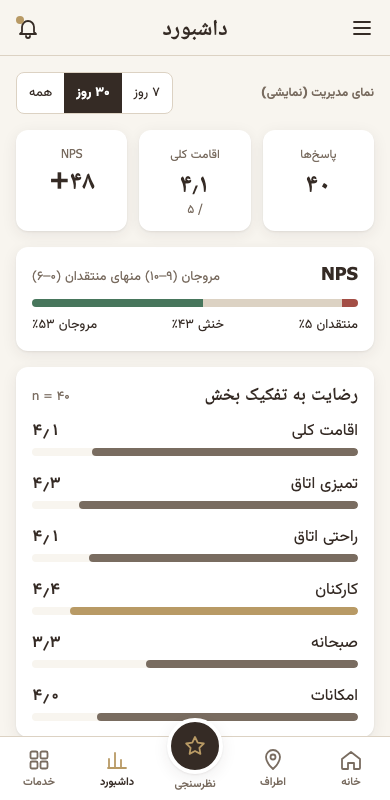 داشبورد
نمای مدیریت (نمایشی)
۷ روز
۳۰ روز
همه
پاسخ‌ها
۴۰
اقامت کلی
۴٫۱
/ ۵
NPS
+۴۸
NPS
مروجان (۹–۱۰) منهای منتقدان (۰–۶)
منتقدان ۵٪
خنثی ۴۳٪
مروجان ۵۳٪
رضایت به تفکیک بخش
n = ۴۰
اقامت کلی ۴٫۱
تمیزی اتاق ۴٫۳
راحتی اتاق ۴٫۱
کارکنان ۴٫۴
صبحانه ۳٫۳
امکانات ۴٫۰
خانه
اطراف
نظرسنجی
داشبورد
خدمات